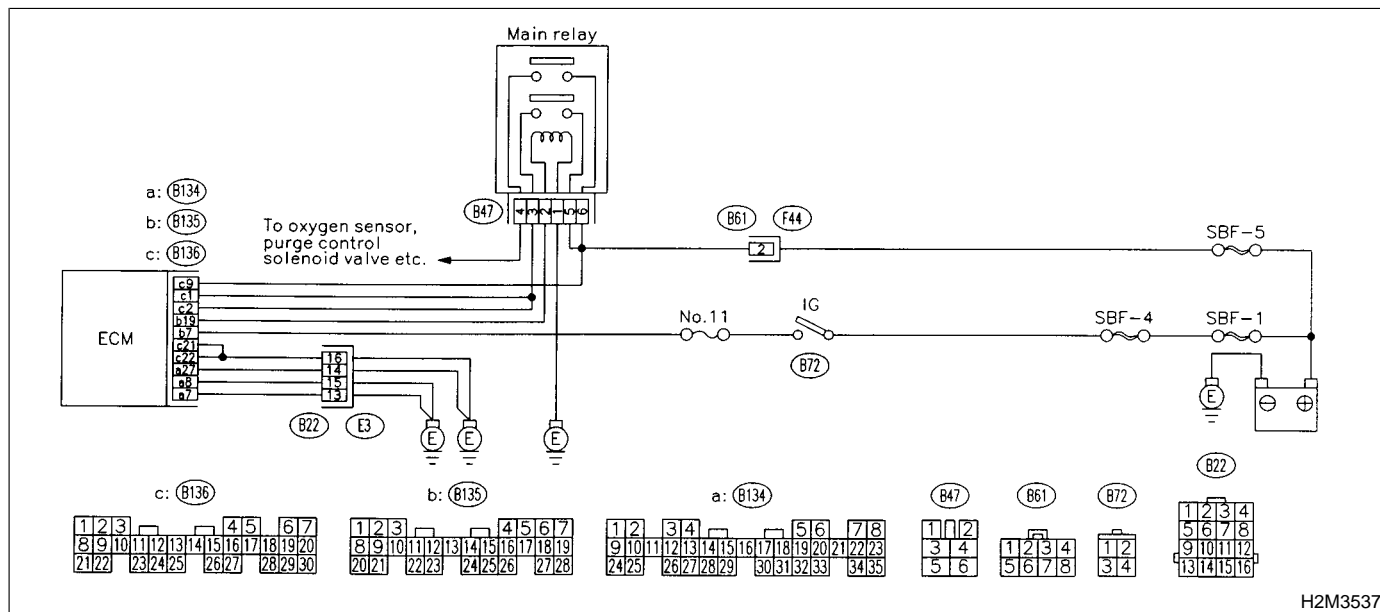 Main relay
a: B134
b: B135
c: B136
B47
4 3 2 1 5 6
To oxygen sensor,
purge control
solenoid valve etc.
B61 F44
2
SBF-5
ECM
c9
c1
c2
b19
b7
c21
c22
a27
a8
a7
No.11
IG
B72
SBF-4
SBF-1
16
14
15
13
B22 E3
E
E
E
E
⊖ ⊕
c: B136
1 2 3 4 5 6 7
8 9 10 11 12 13 14 15 16 17 18 19 20
21 22 23 24 25 26 27 28 29 30
b: B135
1 2 3 4 5 6 7
8 9 10 11 12 13 14 15 16 17 18 19
20 21 22 23 24 25 26 27 28
a: B134
1 2 3 4 5 6 7 8
9 10 11 12 13 14 15 16 17 18 19 20 21 22 23
24 25 26 27 28 29 30 31 32 33 34 35
B47
1 2
3 4
5 6
B61
1 2 3 4
5 6 7 8
B72
1 2
3 4
B22
1 2 3 4
5 6 7 8
9 10 11 12
13 14 15 16
H2M3537